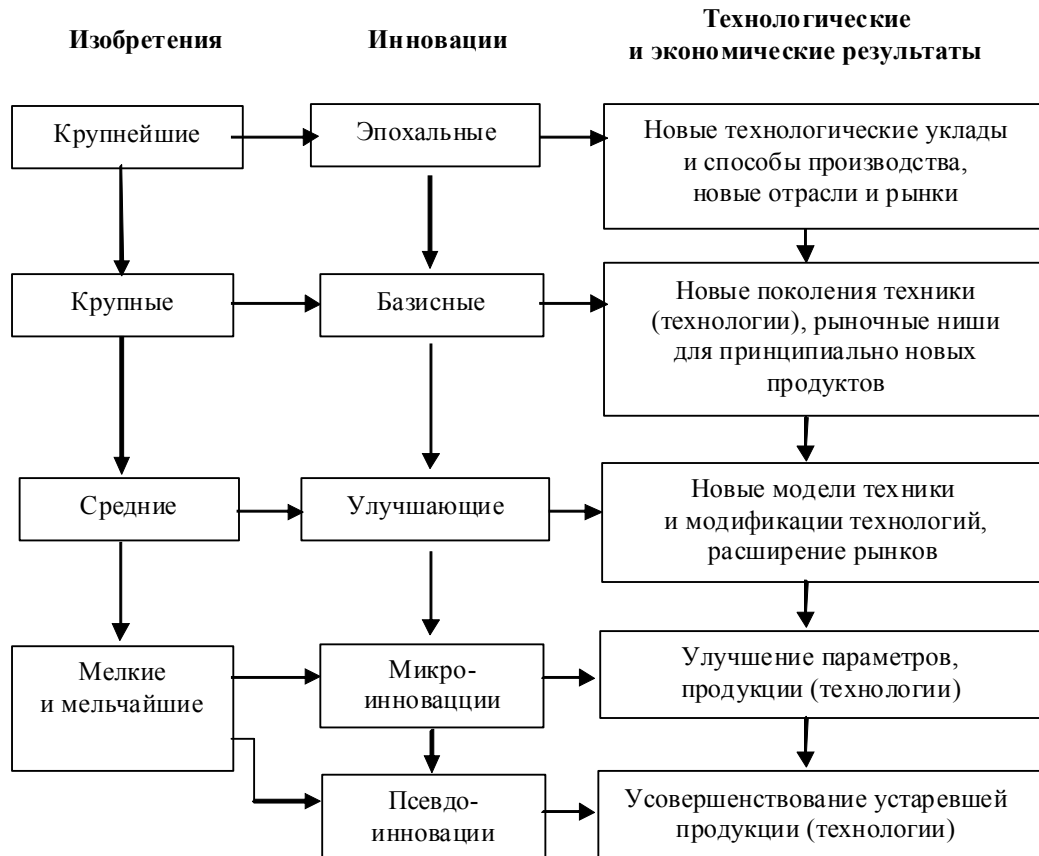 Изобретения
Инновации
Технологические
и экономические результаты
Крупнейшие
Эпохальные
Новые технологические уклады
и способы производства,
новые отрасли и рынки
Крупные
Базисные
Новые поколения техники
(технологии), рыночные ниши
для принципиально новых
продуктов
Средние
Улучшающие
Новые модели техники
и модификации технологий,
расширение рынков
Мелкие
и мельчайшие
Микро-
инновацции
Улучшение параметров,
продукции (технологии)
Псевдо-
инновации
Усовершенствование устаревшей
продукции (технологии)